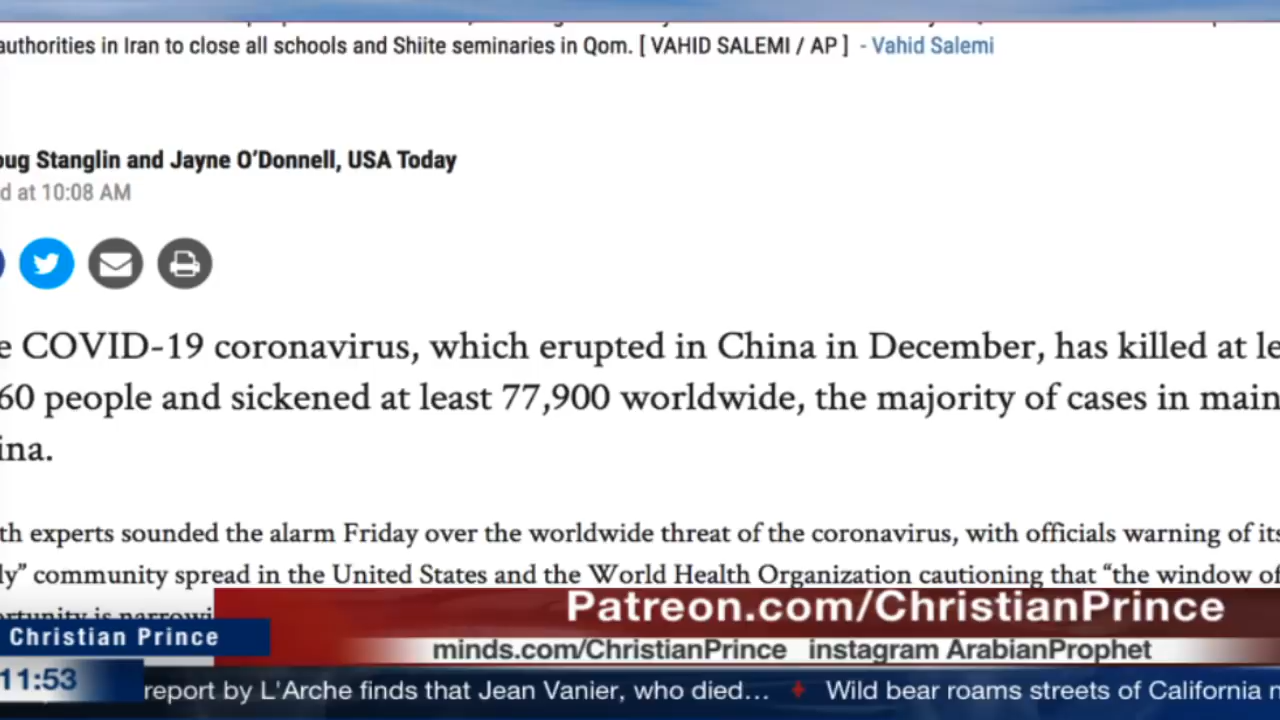 authorities in Iran to close all schools and Shiite seminaries in Qom. [ VAHID SALEMI / AP ] - Vahid Salemi
oug Stanglin and Jayne O'Donnell, USA Today
d at 10:08 AM
e COVID-19 coronavirus, which erupted in China in December, has killed at le
60 people and sickened at least 77,900 worldwide, the majority of cases in main
ina.
th experts sounded the alarm Friday over the worldwide threat of the coronavirus, with officials warning of its
ly” community spread in the United States and the World Health Organization cautioning that “the window of
ortunity is narrowi
Patreon.com/ChristianPrince
Christian Prince
minds.com/ChristianPrince instagram ArabianProphet
11:53
report by L'Arche finds that Jean Vanier, who died... Wild bear roams streets of California n